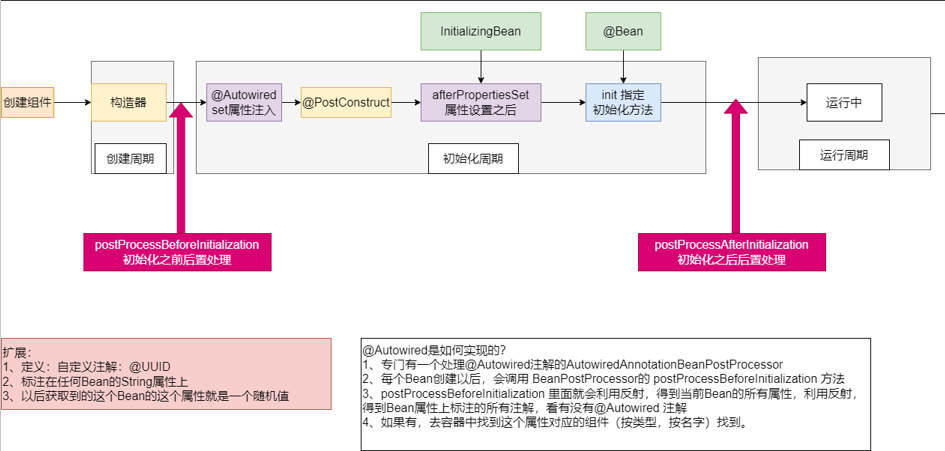 InitializingBean
@Bean
创建组件
构造器
@Autowired
set属性注入
@PostConstruct
afterPropertiesSet
属性设置之后
init 指定
初始化方法
运行中
创建周期
初始化周期
运行周期
postProcessBeforeInitialization
初始化之前后置处理
postProcessAfterInitialization
初始化之后后置处理
扩展：
1、定义：自定义注解：@UUID
2、标注在任何Bean的String属性上
3、以后获取到的这个Bean的这个属性就是一个随机值
@Autowired是如何实现的?
1、专门有一个处理@Autowired注解的AutowiredAnnotationBeanPostProcessor
2、每个Bean创建以后，会调用 BeanPostProcessor的 postProcessBeforeInitialization 方法
3、postProcessBeforeInitialization 里面就会利用反射，得到当前Bean的所有属性，利用反射，
得到Bean属性上标注的所有注解，看有没有@Autowired 注解
4、如果有，去容器中找到这个属性对应的组件（按类型，按名字）找到。